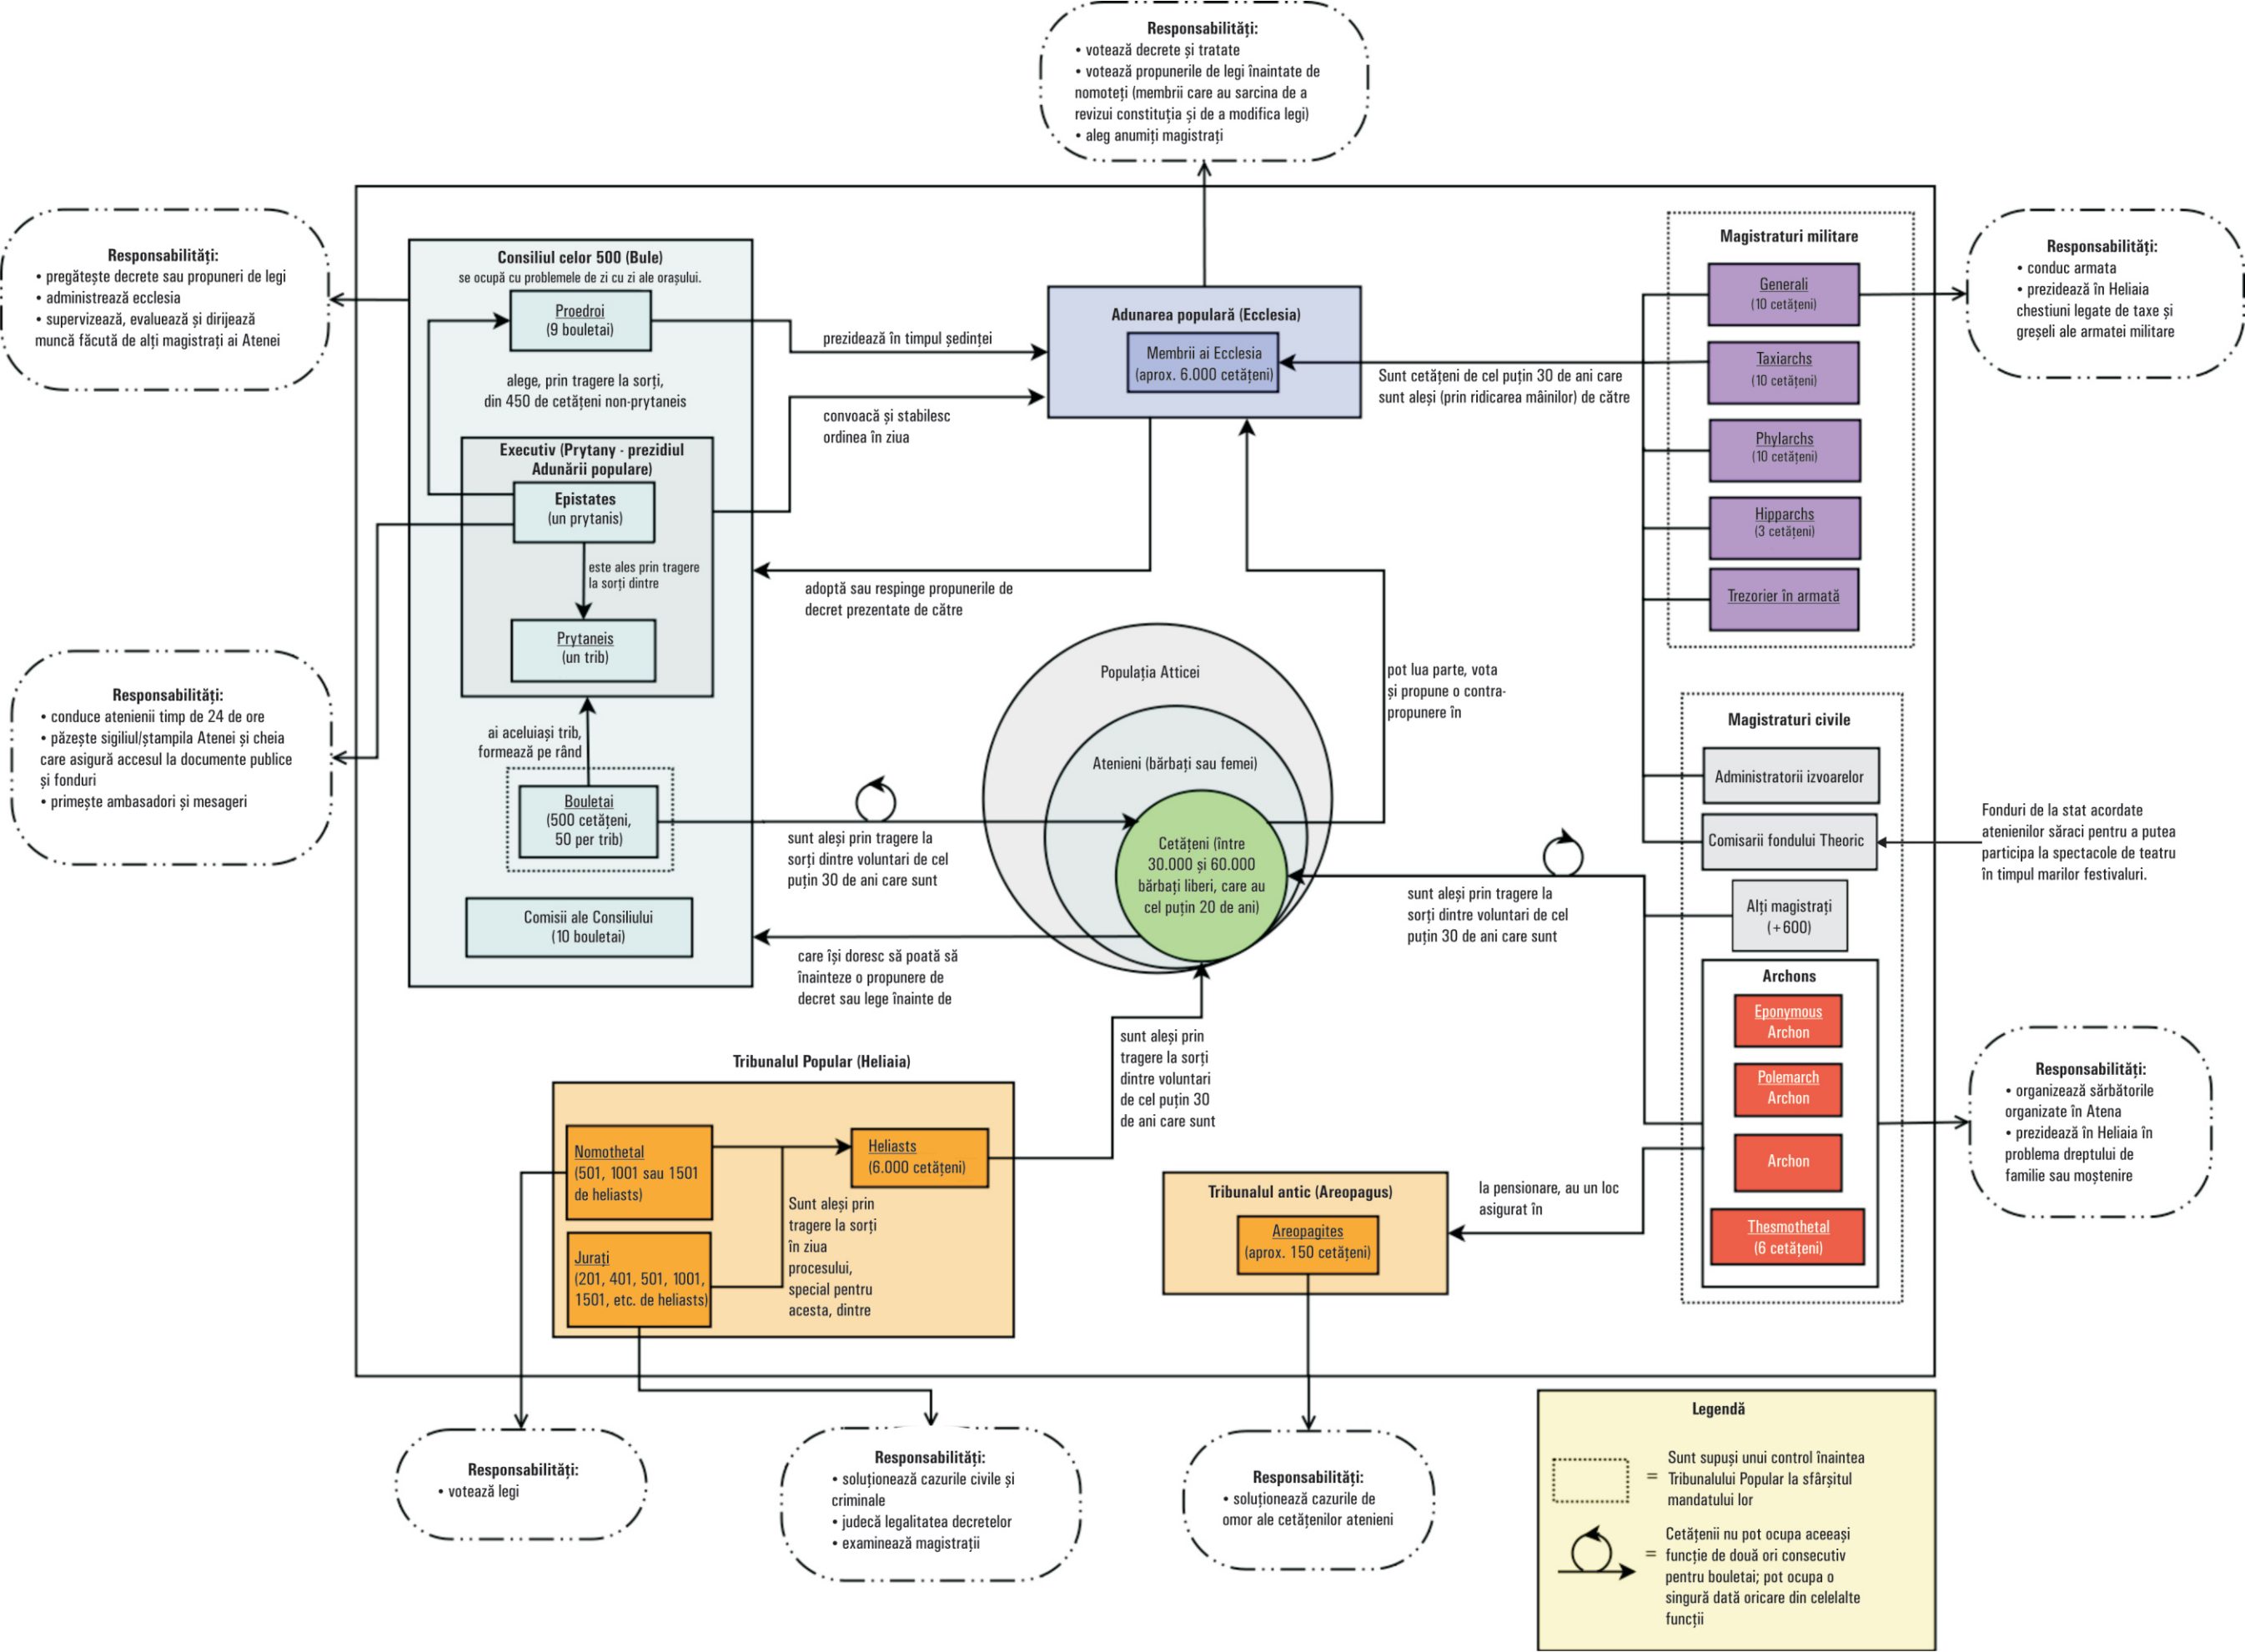 Responsabilități:
• votează decrete și tratate
• votează propunerile de legi înaintate de
nomoteți (membrii care au sarcina de a
revizui constituția și de a modifica legi)
• aleg anumiți magistrați
Responsabilități:
• pregătește decrete sau propuneri de legi
• administrează ecclesia
• supervizează, evaluează și dirijează
muncă făcută de alți magistrați ai Atenei
Consiliul celor 500 (Bule)
se ocupă cu problemele de zi cu zi ale orașului.
Proedroi
(9 bouletai)
alege, prin tragere la sorți,
din 450 de cetățeni non-prytaneis
Executiv (Prytany - prezidiul
Adunării populare)
Epistates
(un prytanis)
este ales prin tragere
la sorți dintre
Prytaneis
(un trib)
ai aceluiași trib,
formează pe rând
Bouletai
(500 cetățeni,
50 per trib)
Comisii ale Consiliului
(10 bouletai)
prezidează în timpul ședinței
convoacă și stabilesc
ordinea în ziua
Adunarea populară (Ecclesia)
Membrii ai Ecclesia
(aprox. 6.000 cetățeni)
Sunt cetățeni de cel puțin 30 de ani care
sunt aleși (prin ridicarea mâinilor) de către
adoptă sau respinge propunerile de
decret prezentate de către
Magistraturi militare
Generali
(10 cetățeni)
Taxiarchs
(10 cetățeni)
Phylarchs
(10 cetățeni)
Hipparchs
(3 cetățeni)
Trezorier în armată
Responsabilități:
• conduc armata
• prezidează în Heliaia
chestiuni legate de taxe și
greșeli ale armatei militare
Responsabilități:
• conduce atenienii timp de 24 de ore
• păzește sigiliul/ștampila Atenei și cheia
care asigură accesul la documente publice
și fonduri
• primește ambasadori și mesageri
Populația Atticei
Atenieni (bărbați sau femei)
Cetățeni (între
30.000 și 60.000
bărbați liberi, care au
cel puțin 20 de ani)
pot lua parte, vota
și propune o contra-
propunere în
sunt aleși prin tragere la
sorți dintre voluntari de cel
puțin 30 de ani care sunt
care își doresc să poată să
înainteze o propunere de
decret sau lege înainte de
sunt aleși prin tragere la
sorți dintre voluntari de cel
puțin 30 de ani care sunt
Magistraturi civile
Administratorii izvoarelor
Comisarii fondului Theoric
Alți magistrați
(+600)
Archons
Eponymous
Archon
Polemarch
Archon
Archon
Thesmothetal
(6 cetățeni)
Fonduri de la stat acordate
atenienilor săraci pentru a putea
participa la spectacole de teatru
în timpul marilor festivaluri.
Responsabilități:
• organizează sărbătorile
organizate în Atena
• prezidează în Heliaia în
problema dreptului de
familie sau moștenire
Tribunalul Popular (Heliaia)
Nomothetal
(501, 1001 sau 1501
de heliasts)
Jurați
(201, 401, 501, 1001,
1501, etc. de heliasts)
Heliasts
(6.000 cetățeni)
Sunt aleși prin
tragere la sorți
în ziua
procesului,
special pentru
acesta, dintre
sunt aleși prin
tragere la sorți
dintre voluntari
de cel puțin 30
de ani care sunt
Tribunalul antic (Areopagus)
Areopagites
(aprox. 150 cetățeni)
la pensionare, au un loc
asigurat în
Responsabilități:
• votează legi
Responsabilități:
• soluționează cazurile civile și
criminale
• judecă legalitatea decretelor
• examinează magistrații
Responsabilități:
• soluționează cazurile de
omor ale cetățenilor atenieni
Legendă
Sunt supuși unui control înaintea
= Tribunalului Popular la sfârșitul
mandatului lor
Cetățenii nu pot ocupa aceeași
= funcție de două ori consecutiv
pentru bouletai; pot ocupa o
singură dată oricare din celelalte
funcții